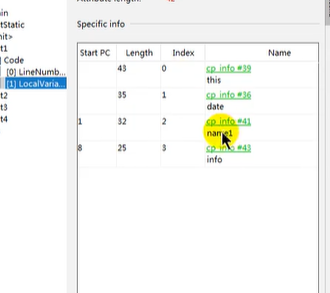 Specific info
Start PC Length Index Name
43 0 cp info #39
this
35 1 cp info #36
date
1 32 2 cp info #41
name1
8 25 3 cp info #43
info
Static
nit>
t1
Code
[0] LineNumb...
[1] LocalVaria...
t2
t3
t4